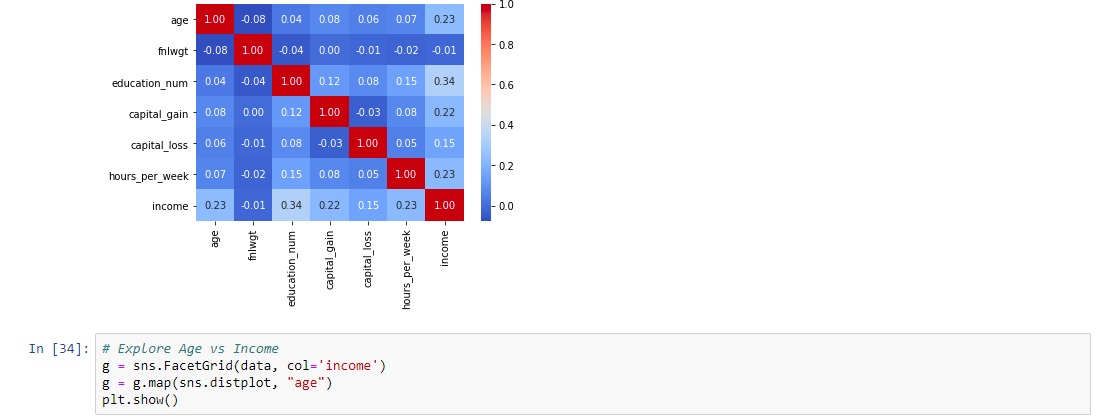 age 1.00 -0.08 0.04 0.08 0.06 0.07 0.23
fnlwgt -0.08 1.00 -0.04 0.00 -0.01 -0.02 -0.01
education_num 0.04 -0.04 1.00 0.12 0.08 0.15 0.34
capital_gain 0.08 0.00 0.12 1.00 -0.03 0.08 0.22
capital_loss 0.06 -0.01 0.08 -0.03 1.00 0.05 0.15
hours_per_week 0.07 -0.02 0.15 0.08 0.05 1.00 0.23
income 0.23 -0.01 0.34 0.22 0.15 0.23 1.00
age
fnlwgt
education_num
capital_gain
capital_loss
hours_per_week
income
1.0
0.8
0.6
0.4
0.2
0.0
In [34]:
# Explore Age vs Income
g = sns.FacetGrid(data, col='income')
g = g.map(sns.distplot, "age")
plt.show()